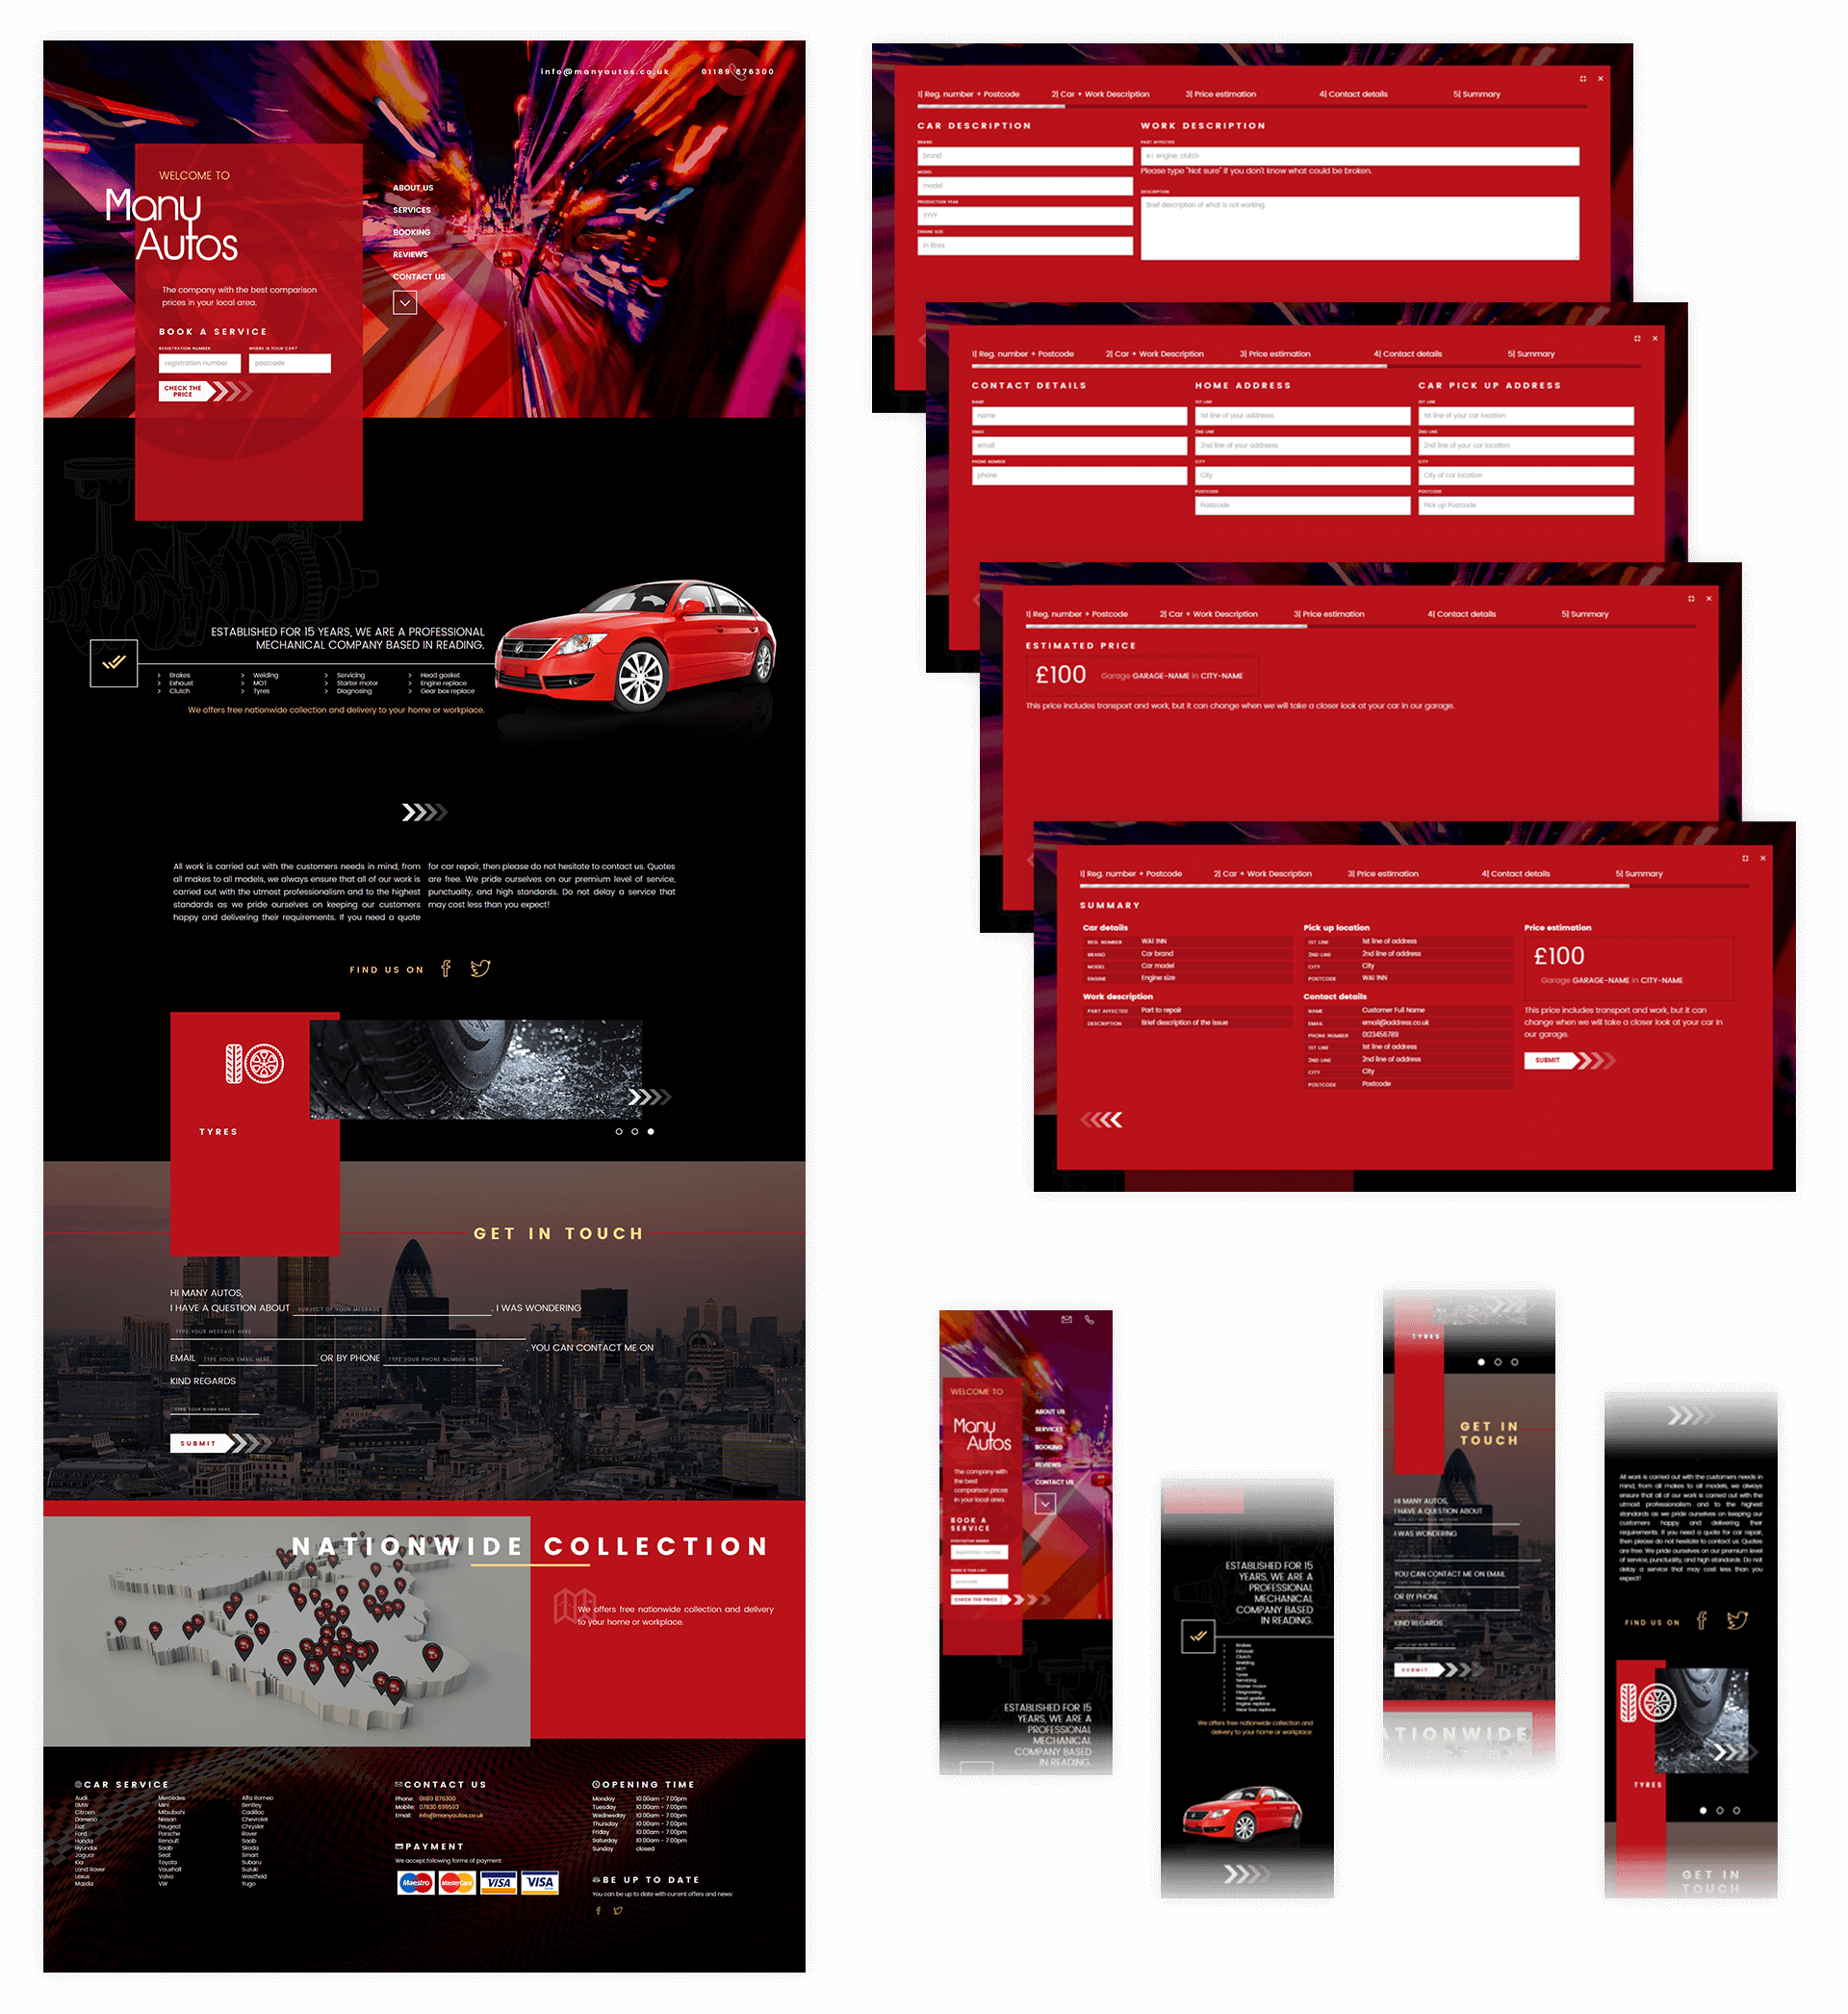 info@manyautos.co.uk 01189 876300
WELCOME TO
Many
Autos
The company with the best comparison
prices in your local area.
BOOK A SERVICE
REGISTRATION NUMBER WHERE IS YOUR CAR?
registration number postcode
CHECK THE
PRICE
ABOUT US
SERVICES
BOOKING
REVIEWS
CONTACT US
ESTABLISHED FOR 15 YEARS, WE ARE A PROFESSIONAL
MECHANICAL COMPANY BASED IN READING.
Brakes Welding Servicing Head gasket
Exhaust MOT Starter motor Engine replace
Clutch Tyres Diagnosing Gear box replace
We offers free nationwide collection and delivery to your home or workplace.
All work is carried out with the customers needs in mind, from
all makes to all models, we always ensure that all of our work is
carried out with the utmost professionalism and to the highest
standards as we pride ourselves on keeping our customers
happy and delivering their requirements. If you need a quote
for car repair, then please do not hesitate to contact us. Quotes
are free. We pride ourselves on our premium level of service,
punctuality, and high standards. Do not delay a service that
may cost less than you expect!
FIND US ON
TYRES
GET IN TOUCH
HI MANY AUTOS,
I HAVE A QUESTION ABOUT SUBJECT OF YOUR MESSAGE . I WAS WONDERING
TYPE YOUR MESSAGE HERE
. YOU CAN CONTACT ME ON
EMAIL TYPE YOUR EMAIL HERE OR BY PHONE TYPE YOUR PHONE NUMBER HERE .
KIND REGARDS
TYPE YOUR NAME HERE
SUBMIT
NATIONWIDE COLLECTION
We offers free nationwide collection and delivery
to your home or workplace.
CAR SERVICE
Audi Mercedes Alfa Romeo
BMW Mini Bentley
Citroen Mitsubishi Cadillac
Daewoo Nissan Chevrolet
Fiat Peugeot Chrysler
Ford Porsche Rover
Honda Renault Saab
Hyundai Saab Skoda
Jaguar Seat Smart
Kia Toyota Subaru
Land Rover Vauxhall Suzuki
Lexus Volvo Westfield
Mazda VW Yugo
CONTACT US
Phone: 01189 876300
Mobile: 07830 699593
Email: info@manyautos.co.uk
PAYMENT
We accept following forms of payment:
Maestro MasterCard VISA VISA
OPENING TIME
Monday 10.00am - 7.00pm
Tuesday 10.00am - 7.00pm
Wednesday 10.00am - 7.00pm
Thursday 10.00am - 7.00pm
Friday 10.00am - 7.00pm
Saturday 10.00am - 7.00pm
Sunday closed
BE UP TO DATE
You can be up to date with current offers and news:
1| Reg. number + Postcode 2| Car + Work Description 3| Price estimation 4| Contact details 5| Summary
CAR DESCRIPTION WORK DESCRIPTION
BRAND PART AFFECTED
brand e.i. engine, clutch
MODEL Please type "Not sure" if you don't know what could be broken.
model
PRODUCTION YEAR DESCRIPTION
YYYY Brief description of what is not working
ENGINE SIZE
in litres
1| Reg. number + Postcode 2| Car + Work Description 3| Price estimation 4| Contact details 5| Summary
CONTACT DETAILS HOME ADDRESS CAR PICK UP ADDRESS
NAME 1ST LINE 1ST LINE
name 1st line of your addresss 1st line of your car location
EMAIL 2ND LINE 2ND LINE
email 2nd line of your addresss 2nd line of your car location
PHONE NUMBER CITY CITY
phone City City of car location
POSTCODE POSTCODE
Postcode Pick up Postcode
1| Reg. number + Postcode 2| Car + Work Description 3| Price estimation 4| Contact details 5| Summary
ESTIMATED PRICE
£100 Garage GARAGE-NAME in CITY-NAME
This price includes transport and work, but it can change when we will take a closer look at your car in our garage.
1| Reg. number + Postcode 2| Car + Work Description 3| Price estimation 4| Contact details 5| Summary
SUMMARY
Car details
REG. NUMBER WA1 1NN
BRAND Car brand
MODEL Car model
ENGINE Engine size
Work description
PART AFFECTED Part to repair
DESCRIPTION Brief description of the issue
Pick up location
1ST LINE 1st line of address
2ND LINE 2nd line of address
CITY City
POSTCODE WA1 1NN
Contact details
NAME Customer Full Name
EMAIL email@address.co.uk
PHONE NUMBER 0123456789
1ST LINE 1st line of address
2ND LINE 2nd line of address
CITY City
POSTCODE Postcode
Price estimation
£100
Garage GARAGE-NAME in CITY-NAME
This price includes transport and work, but it can
change when we will take a closer look at your car in
our garage.
SUBMIT
WELCOME TO
Many
Autos
The company with
the best
comparison prices
in your local area.
BOOK A
SERVICE
REGISTRATION NUMBER
registration number
WHERE IS YOUR CAR?
postcode
CHECK THE PRICE
ABOUT US
SERVICES
BOOKING
REVIEWS
CONTACT US
ESTABLISHED FOR 15
YEARS, WE ARE A
PROFESSIONAL
MECHANICAL
COMPANY BASED
IN READING.
ESTABLISHED FOR 15
YEARS, WE ARE A
PROFESSIONAL
MECHANICAL
COMPANY BASED
IN READING.
Brakes
Exhaust
Clutch
Welding
MOT
Tyres
Servicing
Starter motor
Diagnosing
Head gasket
Engine replace
Gear box replace
We offers free nationwide collection and
delivery to your home or workplace.
TYRES
GET IN
TOUCH
HI MANY AUTOS,
I HAVE A QUESTION ABOUT
SUBJECT OF YOUR MESSAGE
I WAS WONDERING
YOU CAN CONTACT ME ON EMAIL
OR BY PHONE
TYPE YOUR PHONE NUMBER HERE
KIND REGARDS
SUBMIT
ATIONWIDE
All work is carried out with the customers needs in
mind, from all makes to all models, we always
ensure that all of our work is carried out with the
utmost professionalism and to the highest
standards as we pride ourselves on keeping our
customers happy and delivering their
requirements. If you need a quote for car repair,
then please do not hesitate to contact us. Quotes
are free. We pride ourselves on our premium level
of service, punctuality, and high standards. Do not
delay a service that may cost less than you
expect!
FIND US ON
TYRES
GET IN
TOUCH